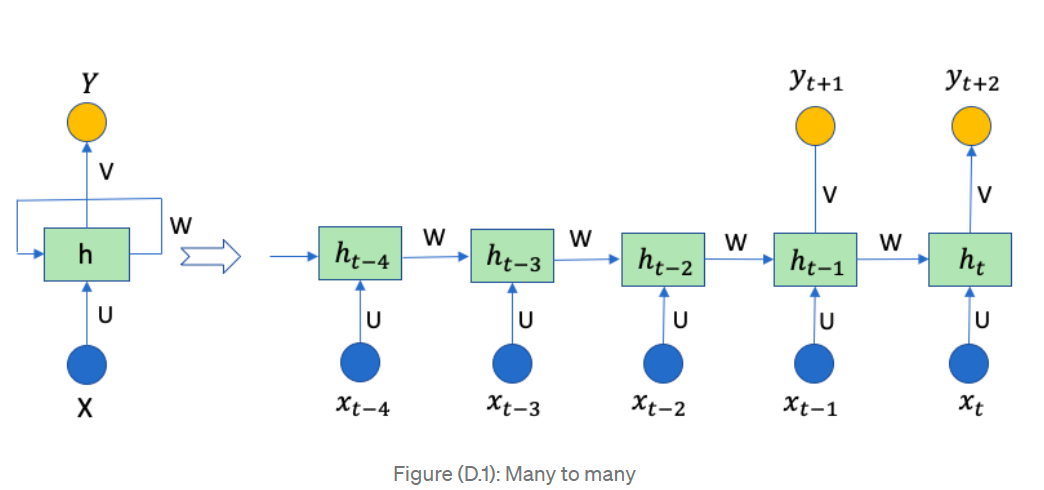 Y
y_{t+1}
y_{t+2}
V
V
V
W
W
W
W
W
h
h_{t-4}
h_{t-3}
h_{t-2}
h_{t-1}
h_t
U
U
U
U
U
U
X
x_{t-4}
x_{t-3}
x_{t-2}
x_{t-1}
x_t
Figure (D.1): Many to many